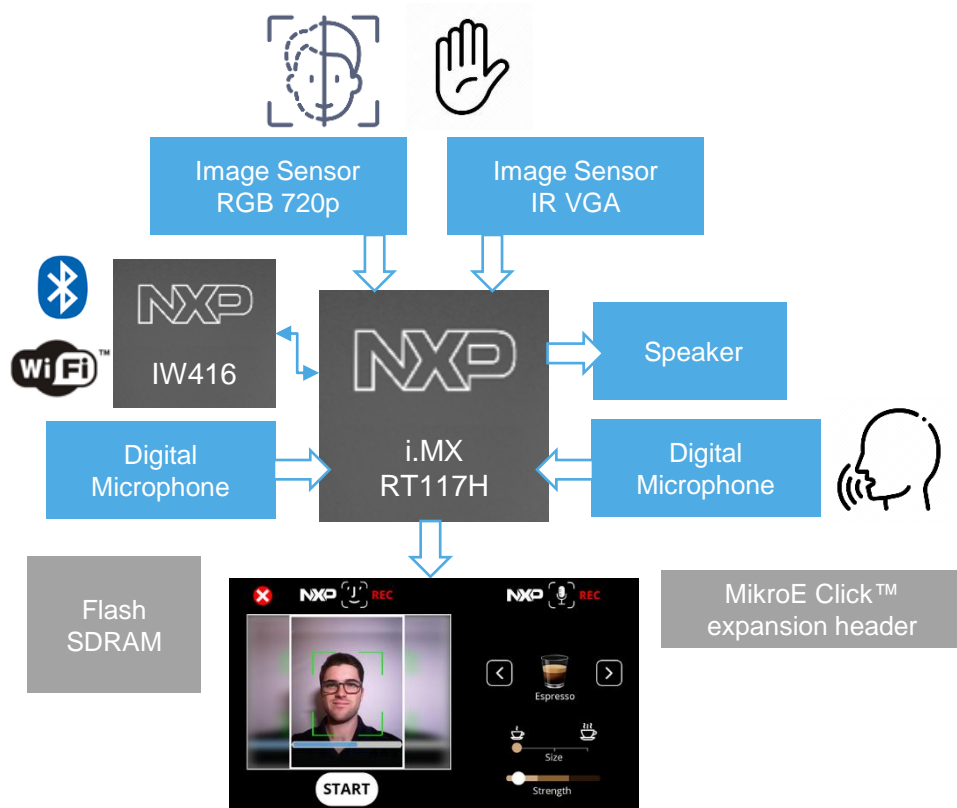 Image Sensor
RGB 720p
Image Sensor
IR VGA
NXP
IW416
WiFi™
NXP
i.MX
RT117H
Speaker
Digital
Microphone
Digital
Microphone
Flash
SDRAM
NXP REC
NXP REC
Espresso
Size
Strength
START
MikroE Click™
expansion header